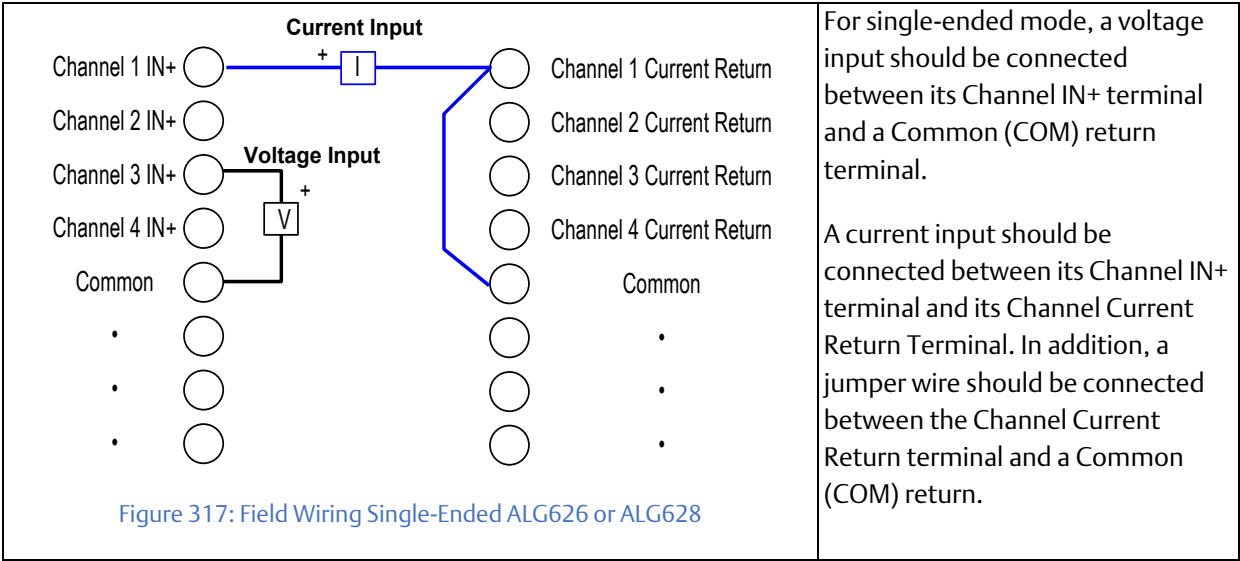 Current Input
Channel 1 IN+
+
I
Channel 1 Current Return
Channel 2 IN+
Channel 2 Current Return
Voltage Input
Channel 3 IN+
+
Channel 3 Current Return
V
Channel 4 IN+
Channel 4 Current Return
Common
Common
•
•
•
•
•
•
Figure 317: Field Wiring Single-Ended ALG626 or ALG628
For single-ended mode, a voltage
input should be connected
between its Channel IN+ terminal
and a Common (COM) return
terminal.
A current input should be
connected between its Channel IN+
terminal and its Channel Current
Return Terminal. In addition, a
jumper wire should be connected
between the Channel Current
Return terminal and a Common
(COM) return.